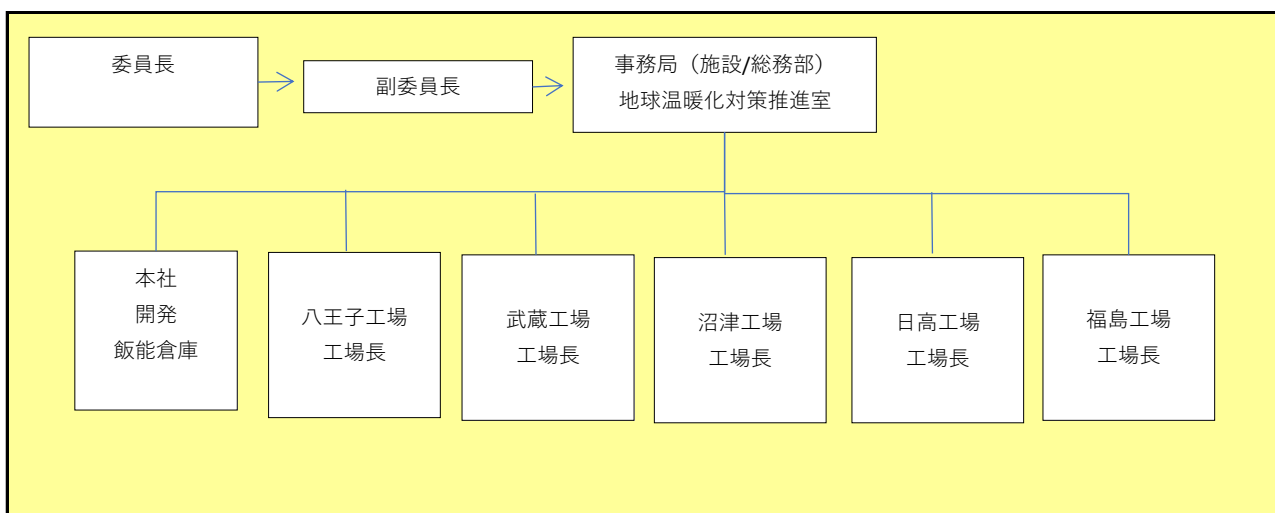 委員長
副委員長
事務局（施設/総務部）
地球温暖化対策推進室
本社
開発
飯能倉庫
八王子工場
工場長
武蔵工場
工場長
沼津工場
工場長
日高工場
工場長
福島工場
工場長